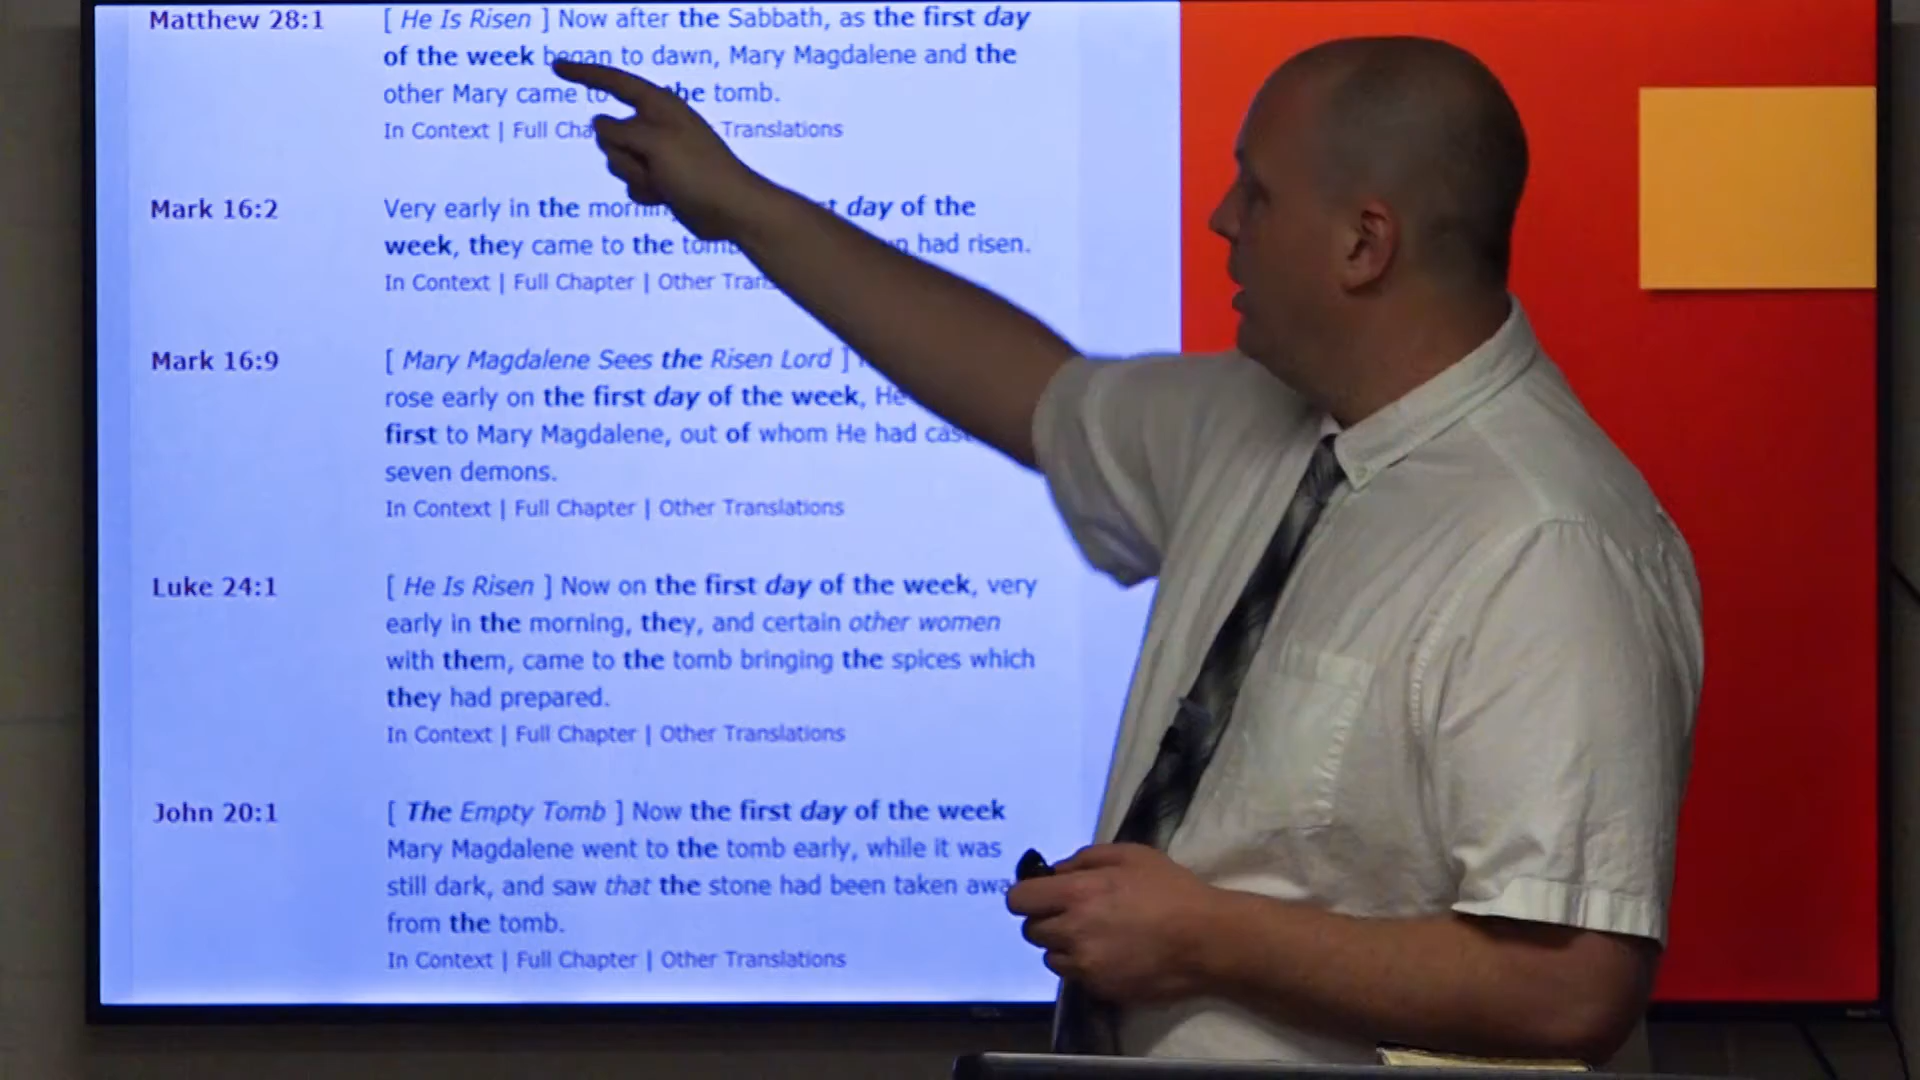 Matthew 28:1 [ He Is Risen ] Now after the Sabbath, as the first day
of the week began to dawn, Mary Magdalene and the
other Mary came to the tomb.
In Context | Full Translations
Mark 16:2 Very early in the day of the
week, they came to the had risen.
In Context | Full Chapter | Other
Mark 16:9 [ Mary Magdalene Sees the Risen Lord ]
rose early on the first day of the week, He
first to Mary Magdalene, out of whom He had
seven demons.
In Context | Full Chapter | Other Translations
Luke 24:1 [ He Is Risen ] Now on the first day of the week, very
early in the morning, they, and certain other women
with them, came to the tomb bringing the spices which
they had prepared.
In Context | Full Chapter | Other Translations
John 20:1 [ The Empty Tomb ] Now the first day of the week
Mary Magdalene went to the tomb early, while it was
still dark, and saw that the stone had been taken
from the tomb.
In Context | Full Chapter | Other Translations